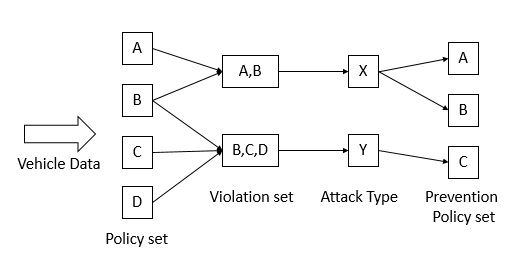 A
B
C
D
A,B
B,C,D
X
Y
A
B
C
Vehicle Data
Policy set
Violation set
Attack Type
Prevention
Policy set